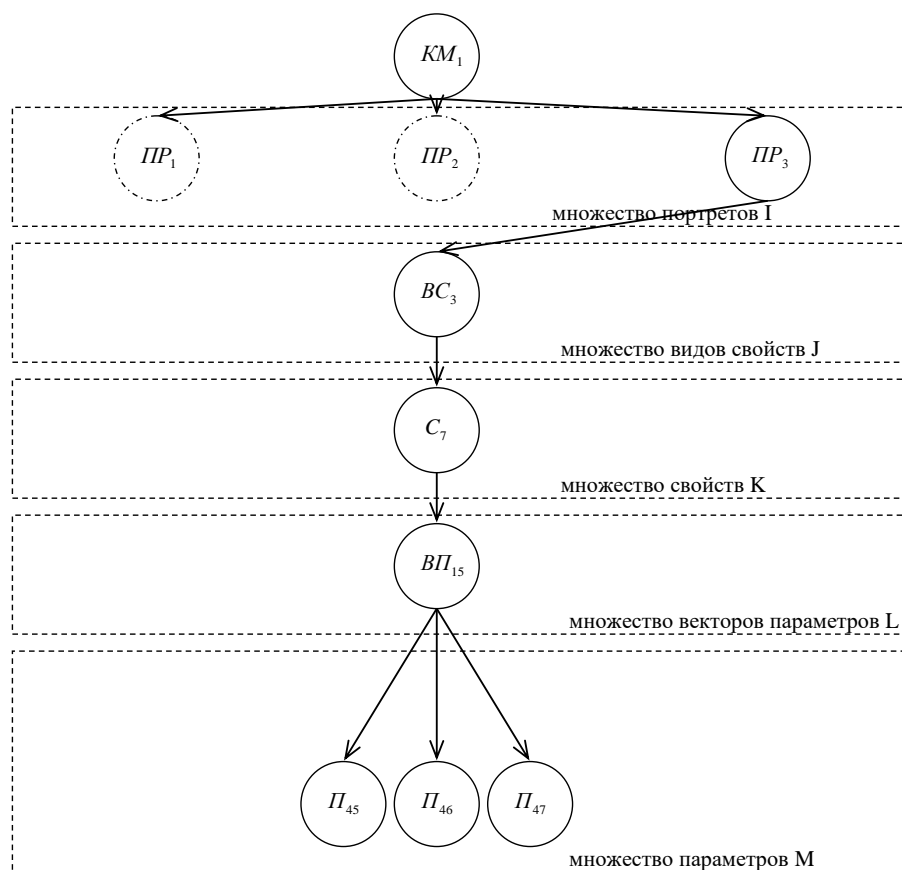 КМ₁
ПР₁ ПР₂ ПР₃
множество портретов I
ВС₃
множество видов свойств J
С₇
множество свойств K
ВП₁₅
множество векторов параметров L
П₄₅ П₄₆ П₄₇
множество параметров M